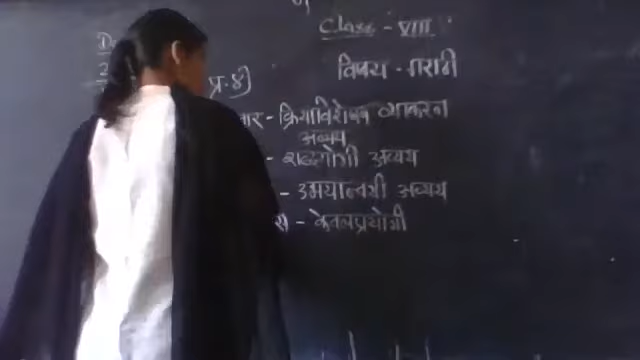 Class - VIII
विषय - मराठी
प्र.४)
- क्रियाविशेषण व्याकरण
अव्यय
- शब्दयोगी अव्यय
- उभयान्वयी अव्यय
- केवलप्रयोगी